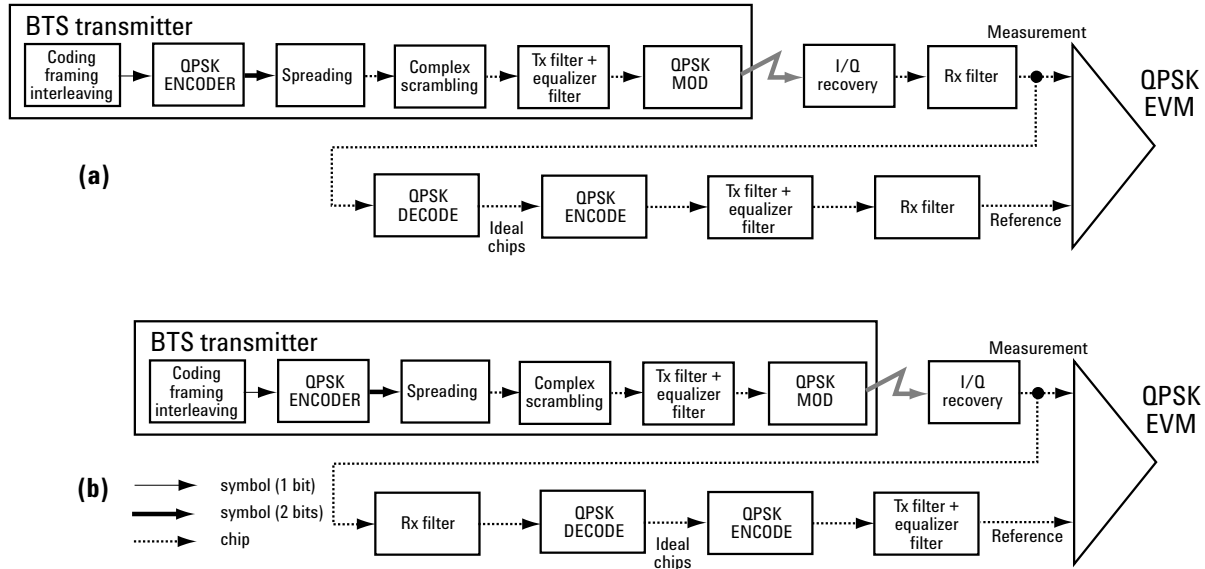 BTS transmitter
Coding
framing
interleaving
QPSK
ENCODER
Spreading
Complex
scrambling
Tx filter +
equalizer
filter
QPSK
MOD
I/Q
recovery
Rx filter
Measurement
QPSK
EVM
(a)
QPSK
DECODE
Ideal
chips
QPSK
ENCODE
Tx filter +
equalizer
filter
Rx filter
Reference
BTS transmitter
Coding
framing
interleaving
QPSK
ENCODER
Spreading
Complex
scrambling
Tx filter +
equalizer
filter
QPSK
MOD
I/Q
recovery
Measurement
QPSK
EVM
(b)
symbol (1 bit)
symbol (2 bits)
chip
Rx filter
QPSK
DECODE
Ideal
chips
QPSK
ENCODE
Tx filter +
equalizer
filter
Reference